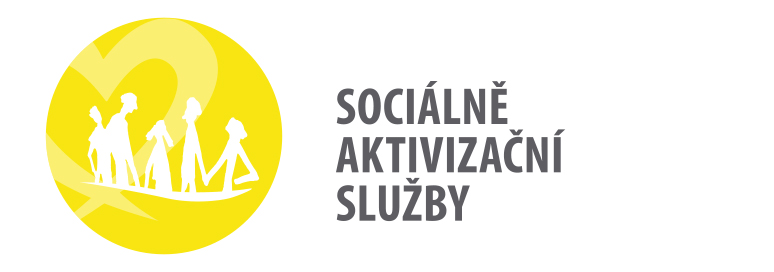 SOCIÁLNĚ
AKTIVIZAČNÍ
SLUŽBY